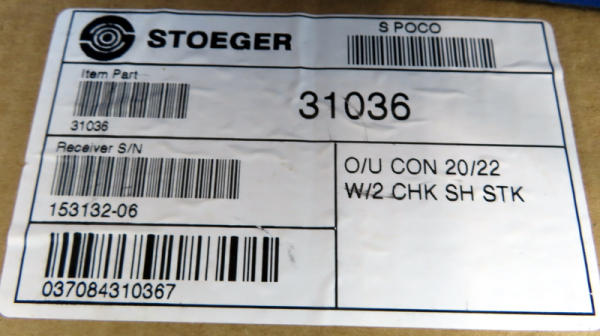 STOEGER
S POCO
Item Part
31036
31036
Receiver S/N
153132-06
O/U CON 20/22
W/2 CHK SH STK
037084310367